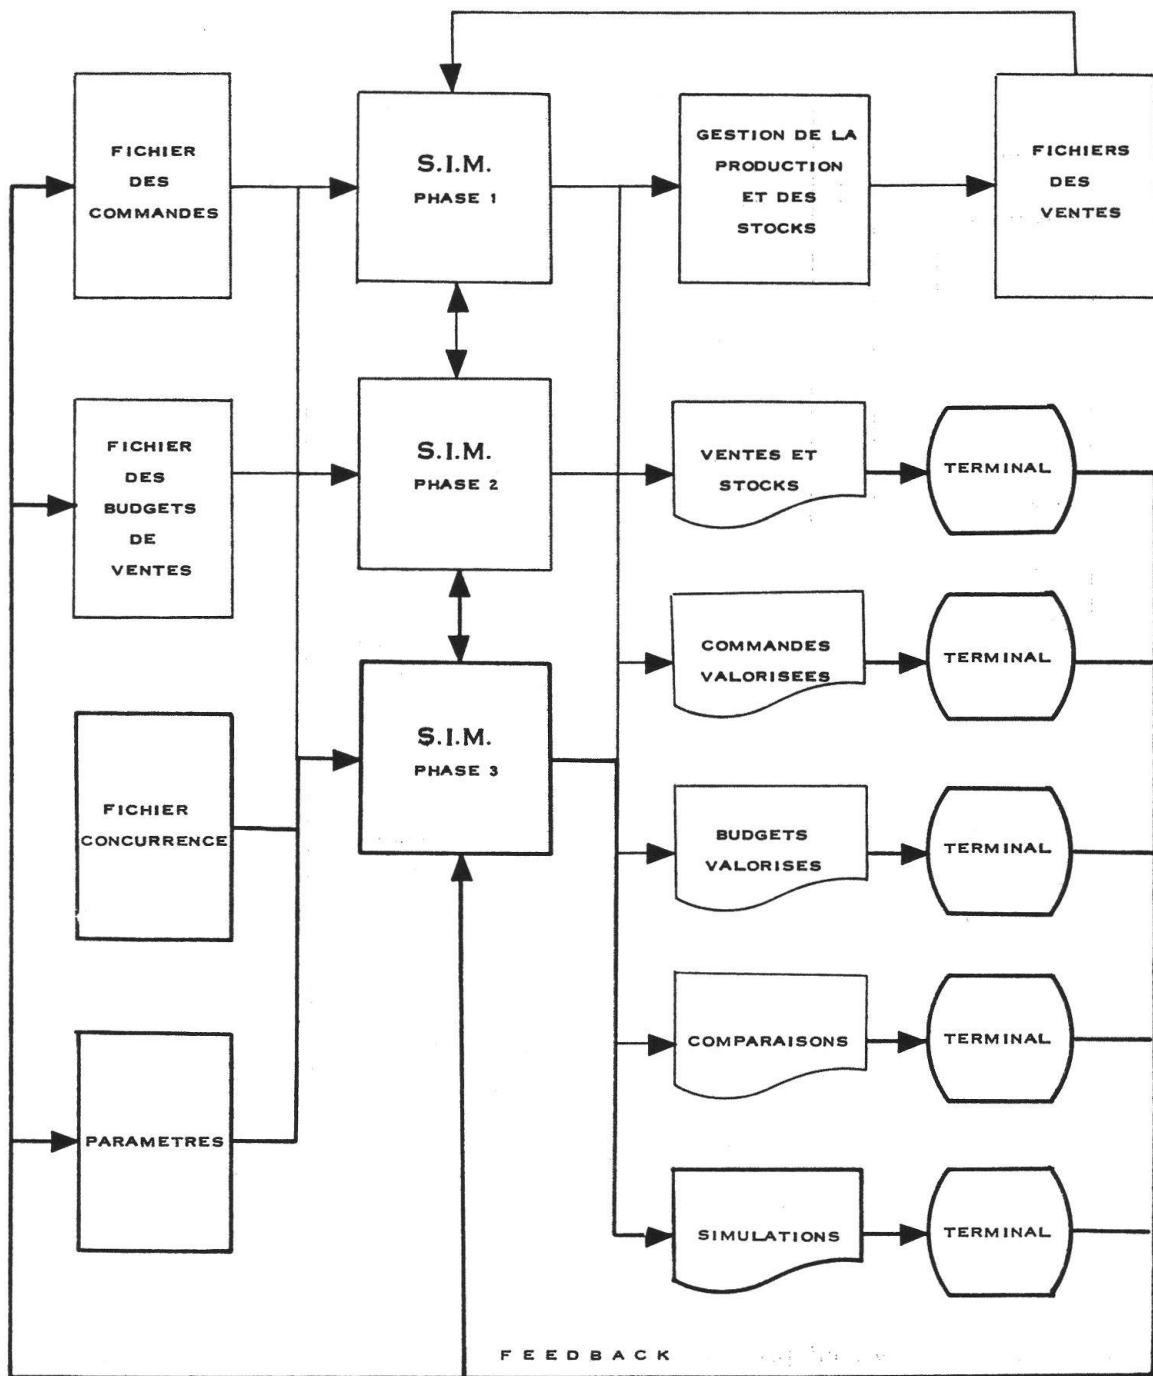 FICHIER
DES
COMMANDES
S.I.M.
PHASE 1
GESTION DE LA
PRODUCTION
ET DES
STOCKS
FICHIERS
DES
VENTES
FICHIER
DES
BUDGETS
DE
VENTES
S.I.M.
PHASE 2
VENTES ET
STOCKS
TERMINAL
COMMANDES
VALORISEES
TERMINAL
FICHIER
CONCURRENCE
S.I.M.
PHASE 3
BUDGETS
VALORISES
TERMINAL
COMPARAISONS
TERMINAL
PARAMETRES
SIMULATIONS
TERMINAL
FEEDBACK